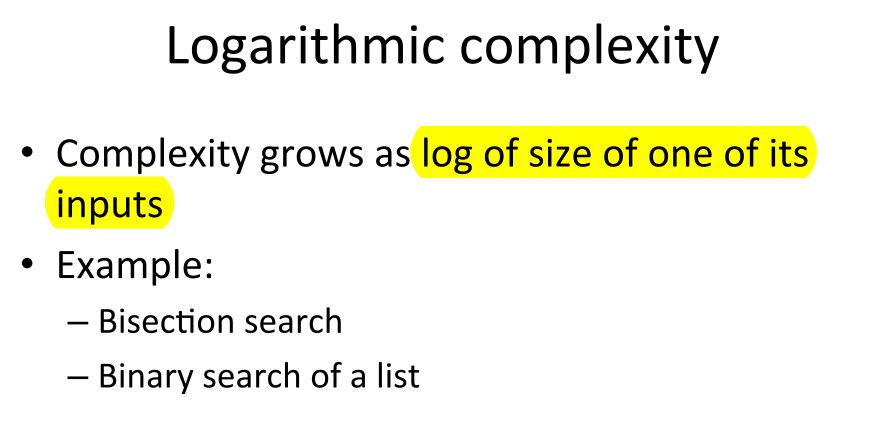 Logarithmic complexity
• Complexity grows as log of size of one of its
inputs
• Example:
– Bisection search
– Binary search of a list